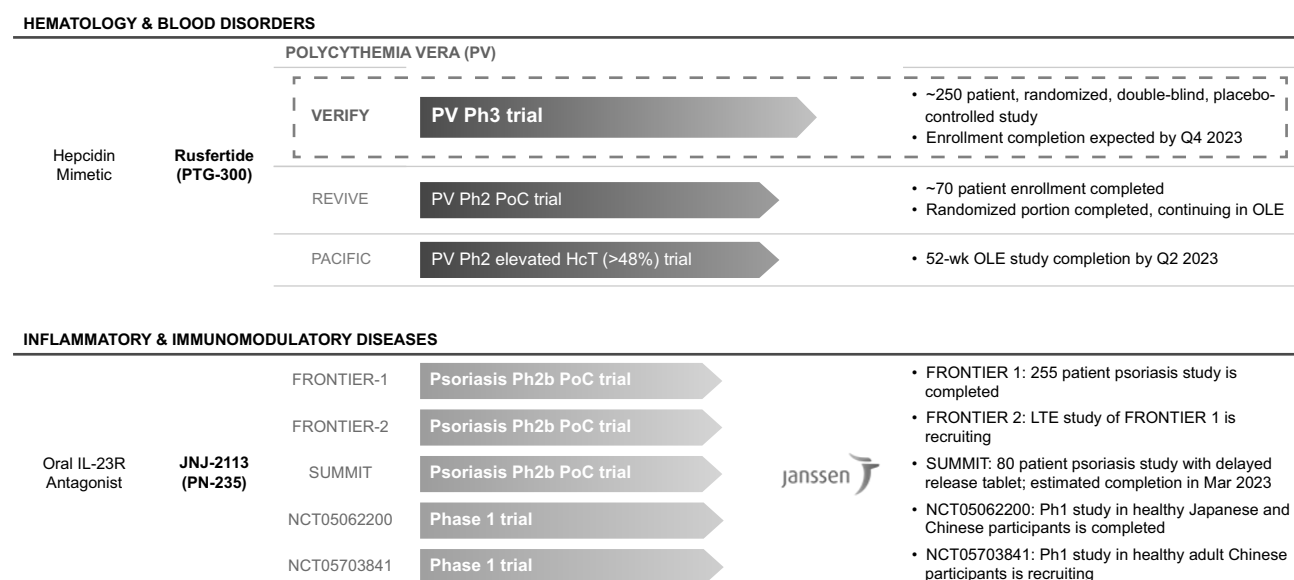 HEMATOLOGY & BLOOD DISORDERS
POLYCYTHEMIA VERA (PV)
Hepcidin
Mimetic
Rusfertide
(PTG-300)
VERIFY
PV Ph3 trial
• ~250 patient, randomized, double-blind, placebo-
controlled study
• Enrollment completion expected by Q4 2023
REVIVE
PV Ph2 PoC trial
• ~70 patient enrollment completed
• Randomized portion completed, continuing in OLE
PACIFIC
PV Ph2 elevated HcT (>48%) trial
• 52-wk OLE study completion by Q2 2023
INFLAMMATORY & IMMUNOMODULATORY DISEASES
Oral IL-23R
Antagonist
JNJ-2113
(PN-235)
FRONTIER-1
Psoriasis Ph2b PoC trial
• FRONTIER 1: 255 patient psoriasis study is
completed
FRONTIER-2
Psoriasis Ph2b PoC trial
• FRONTIER 2: LTE study of FRONTIER 1 is
recruiting
SUMMIT
Psoriasis Ph2b PoC trial
janssen
• SUMMIT: 80 patient psoriasis study with delayed
release tablet; estimated completion in Mar 2023
NCT05062200
Phase 1 trial
• NCT05062200: Ph1 study in healthy Japanese and
Chinese participants is completed
NCT05703841
Phase 1 trial
• NCT05703841: Ph1 study in healthy adult Chinese
participants is recruiting